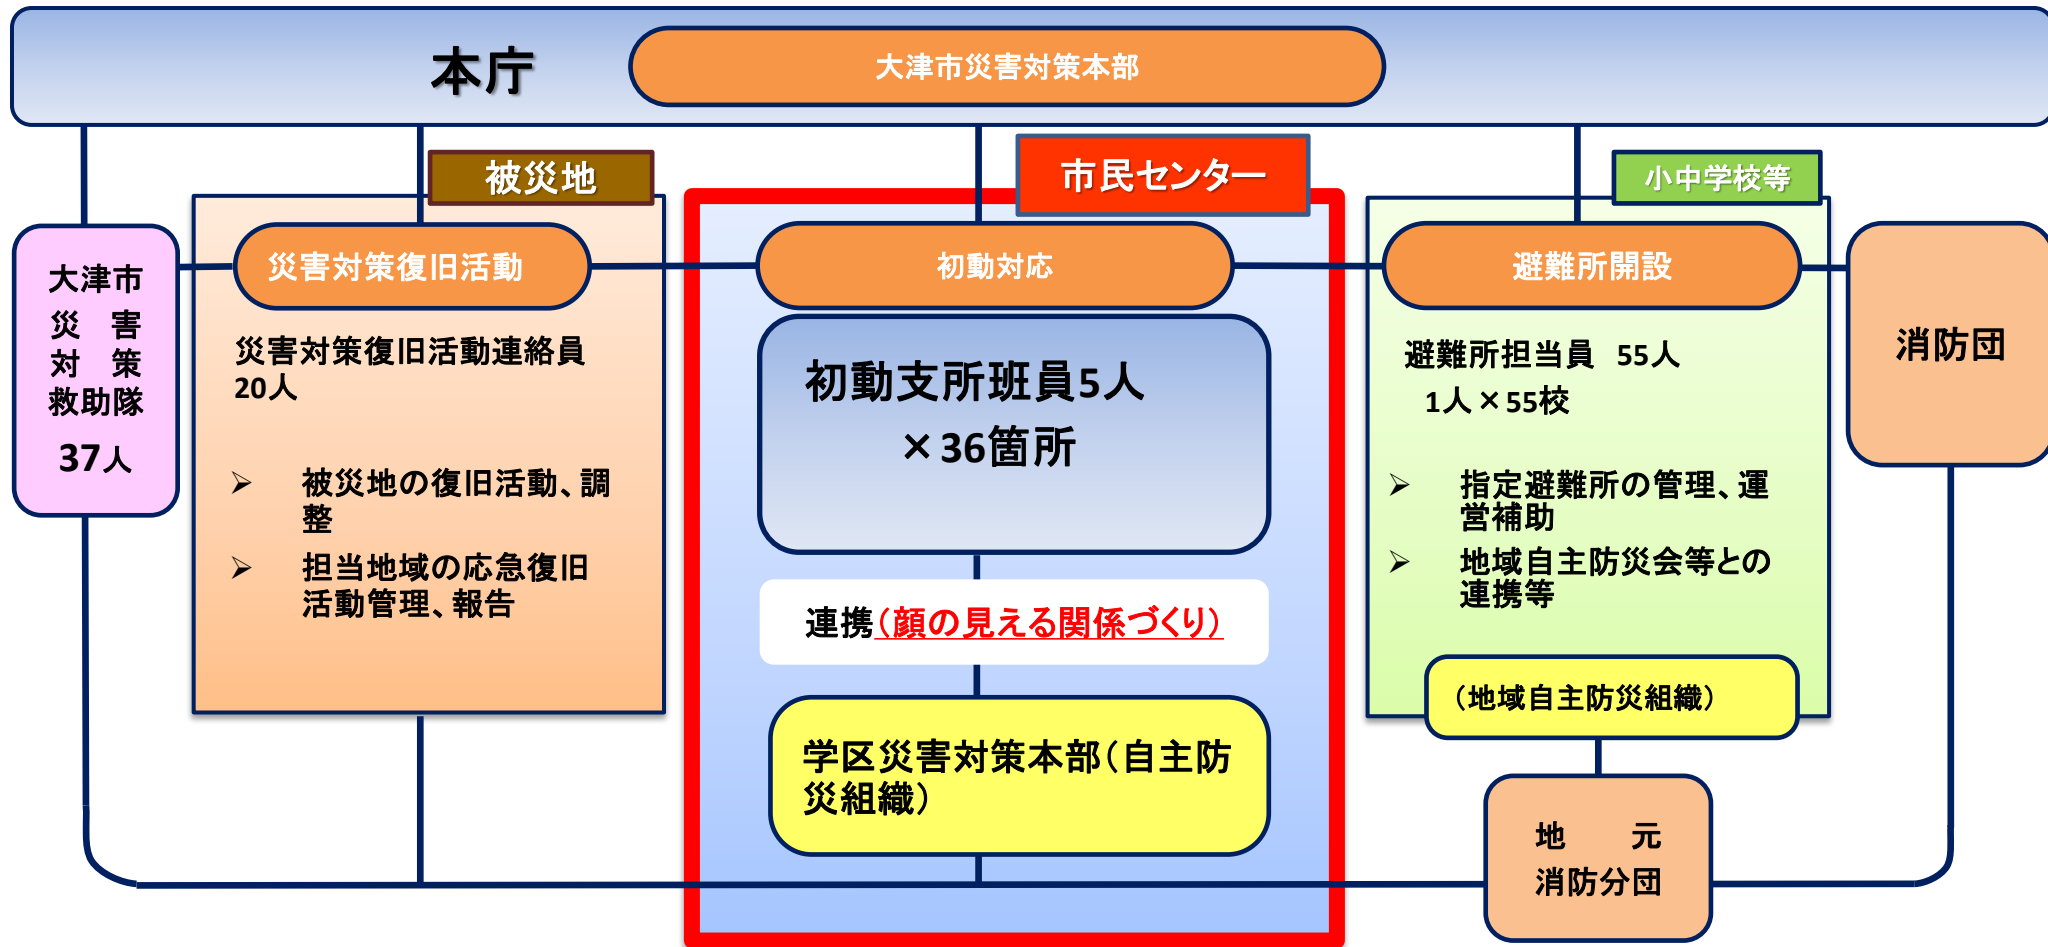 本庁
大津市災害対策本部
被災地
市民センター
小中学校等
大津市
災　害
対　策
救助隊
37人
災害対策復旧活動
災害対策復旧活動連絡員
20人
➢ 被災地の復旧活動、調
整
➢ 担当地域の応急復旧
活動管理、報告
初動対応
初動支所班員5人
×36箇所
連携（顔の見える関係づくり）
学区災害対策本部（自主防
災組織）
避難所開設
避難所担当員　55人
1人×55校
➢ 指定避難所の管理、運
営補助
➢ 地域自主防災会等との
連携等
（地域自主防災組織）
消防団
地　　元
消防分団